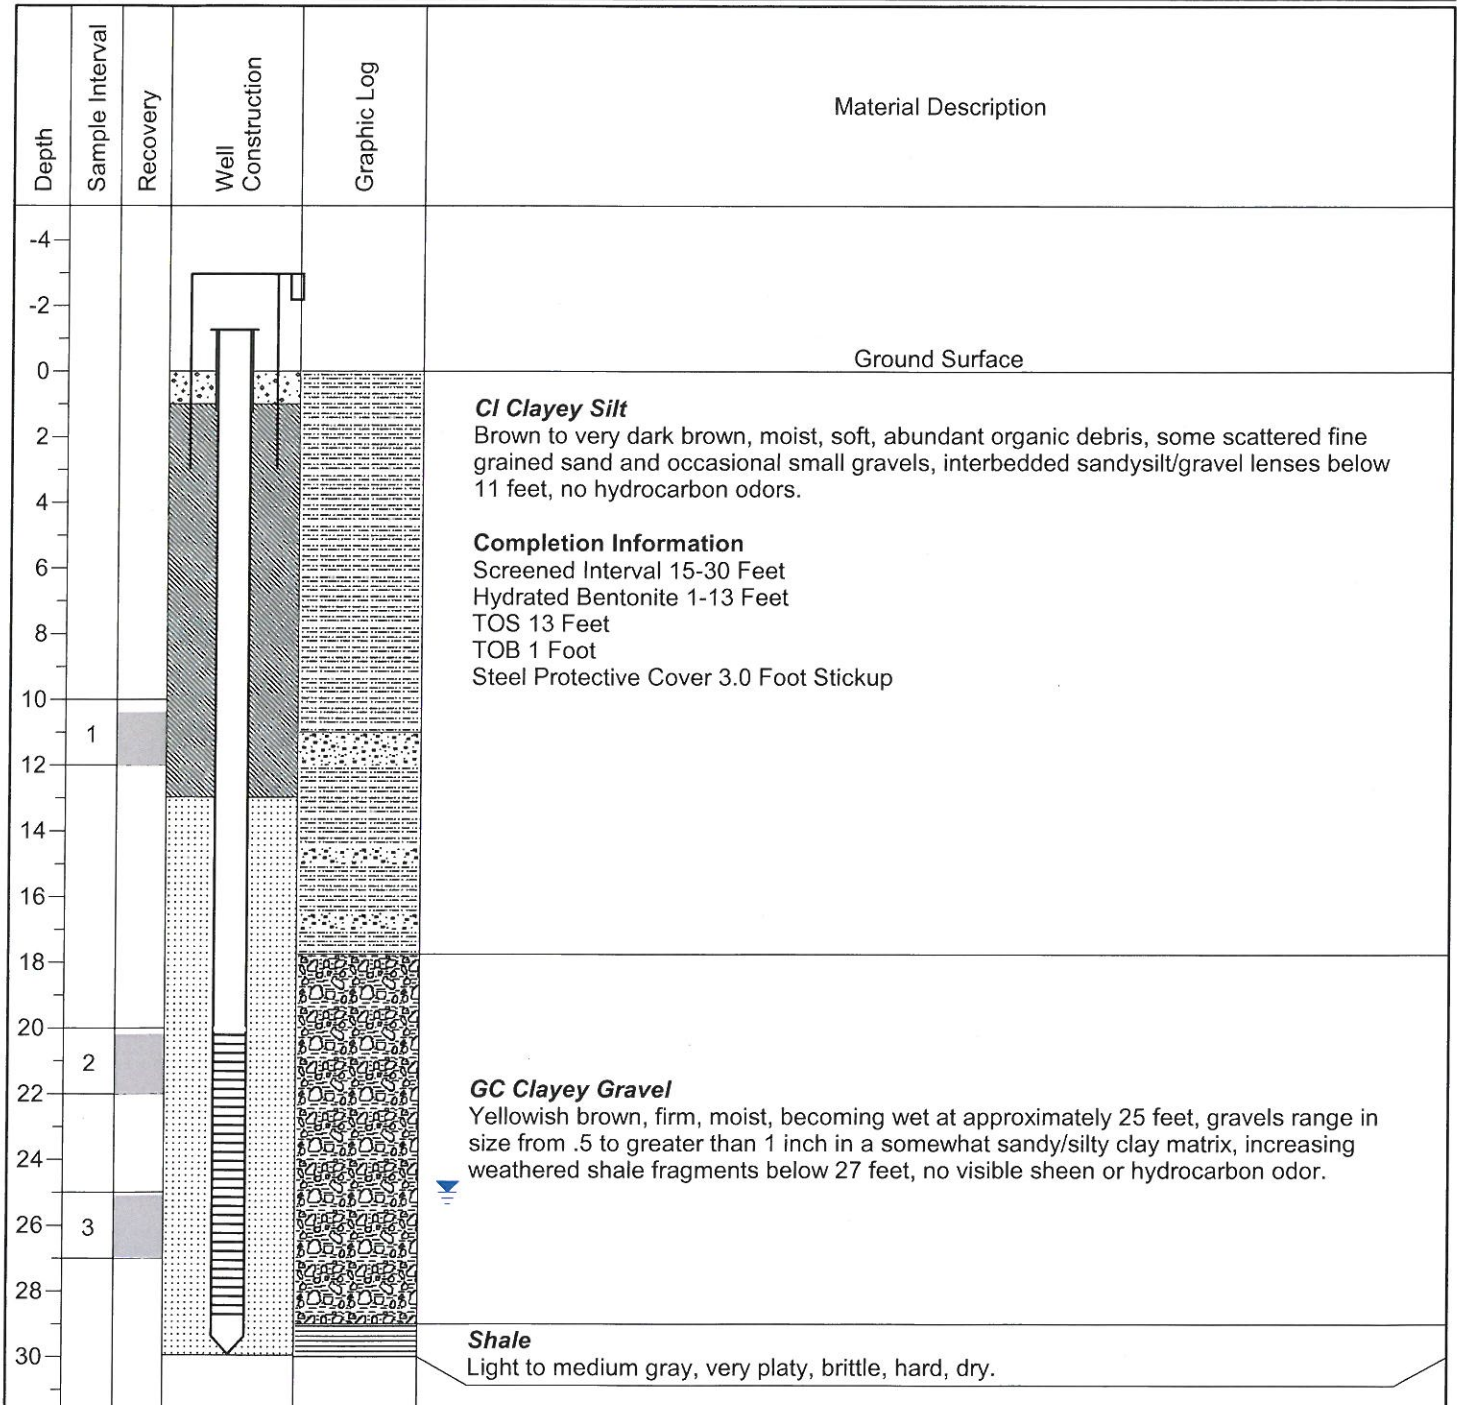 Depth
Sample Interval
Recovery
Well
Construction
Graphic Log
Material Description
-4
-2
0
Ground Surface
CI Clayey Silt
Brown to very dark brown, moist, soft, abundant organic debris, some scattered fine
grained sand and occasional small gravels, interbedded sandysilt/gravel lenses below
11 feet, no hydrocarbon odors.
Completion Information
Screened Interval 15-30 Feet
Hydrated Bentonite 1-13 Feet
TOS 13 Feet
TOB 1 Foot
Steel Protective Cover 3.0 Foot Stickup
2
4
6
8
10
1
12
14
16
18
20
2
22
GC Clayey Gravel
Yellowish brown, firm, moist, becoming wet at approximately 25 feet, gravels range in
size from .5 to greater than 1 inch in a somewhat sandy/silty clay matrix, increasing
weathered shale fragments below 27 feet, no visible sheen or hydrocarbon odor.
24
26
3
28
Shale
Light to medium gray, very platy, brittle, hard, dry.
30